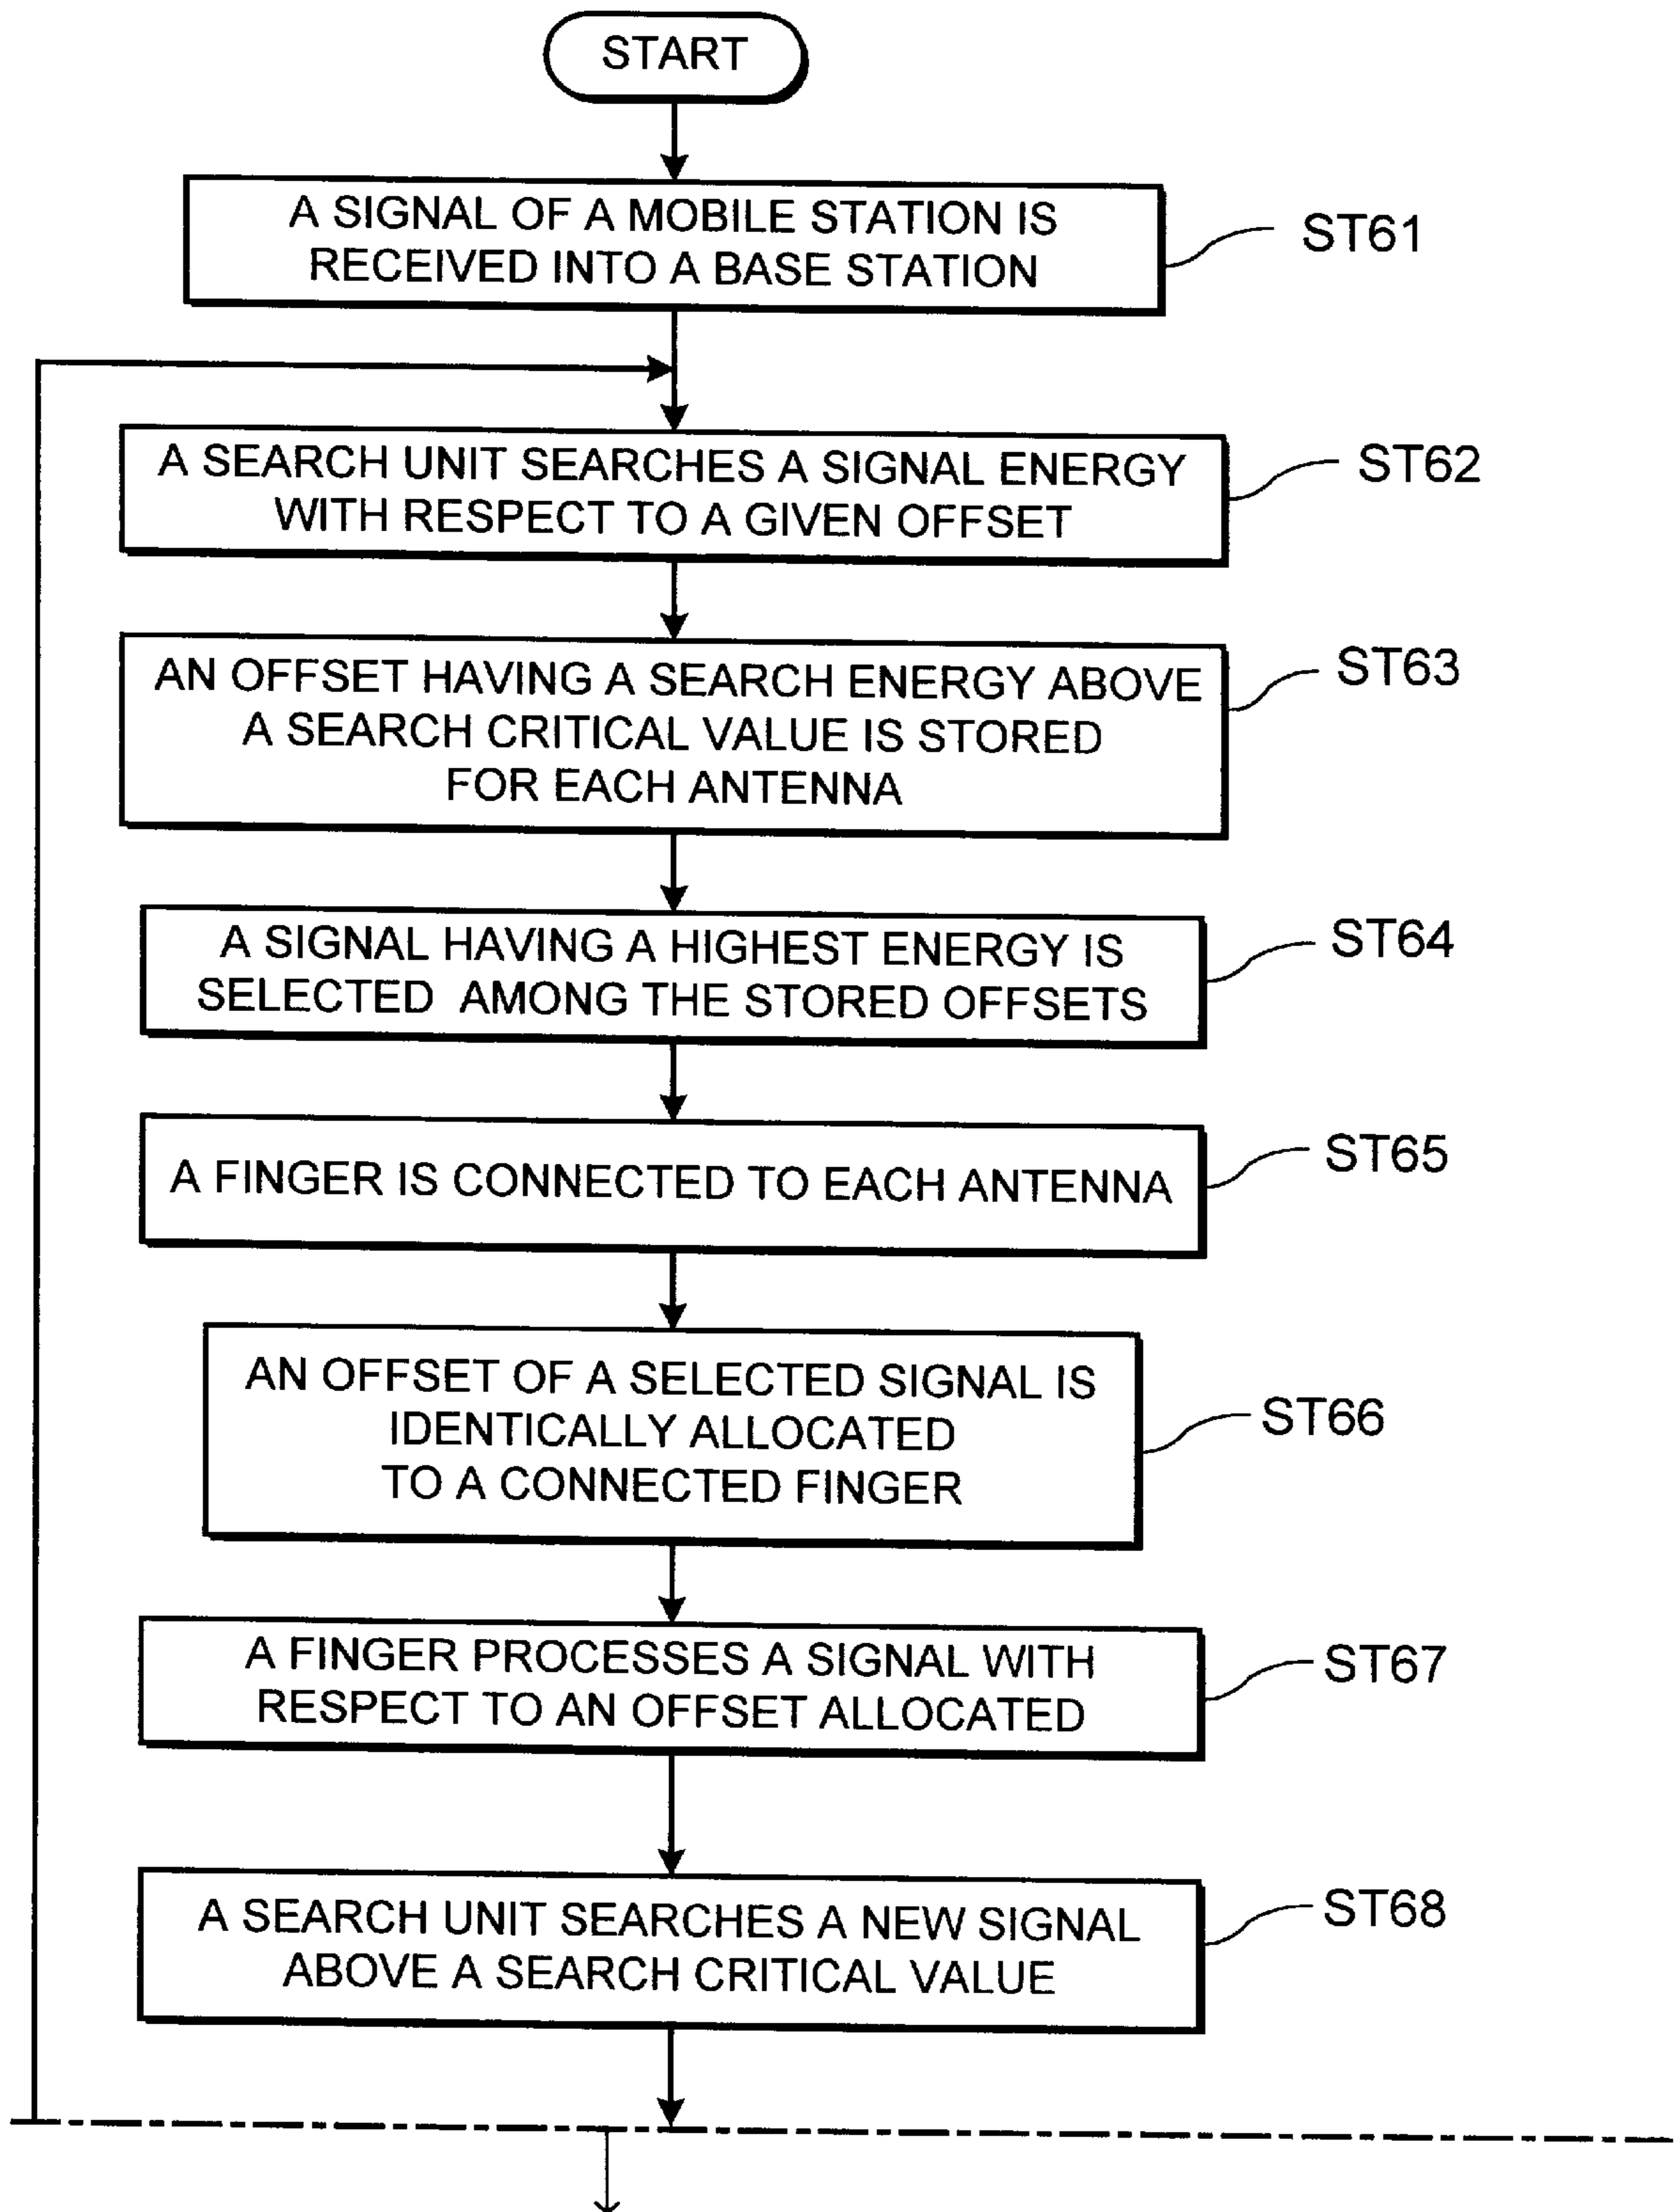 START
A SIGNAL OF A MOBILE STATION IS
RECEIVED INTO A BASE STATION
ST61
A SEARCH UNIT SEARCHES A SIGNAL ENERGY
WITH RESPECT TO A GIVEN OFFSET
ST62
AN OFFSET HAVING A SEARCH ENERGY ABOVE
A SEARCH CRITICAL VALUE IS STORED
FOR EACH ANTENNA
ST63
A SIGNAL HAVING A HIGHEST ENERGY IS
SELECTED AMONG THE STORED OFFSETS
ST64
A FINGER IS CONNECTED TO EACH ANTENNA
ST65
AN OFFSET OF A SELECTED SIGNAL IS
IDENTICALLY ALLOCATED
TO A CONNECTED FINGER
ST66
A FINGER PROCESSES A SIGNAL WITH
RESPECT TO AN OFFSET ALLOCATED
ST67
A SEARCH UNIT SEARCHES A NEW SIGNAL
ABOVE A SEARCH CRITICAL VALUE
ST68